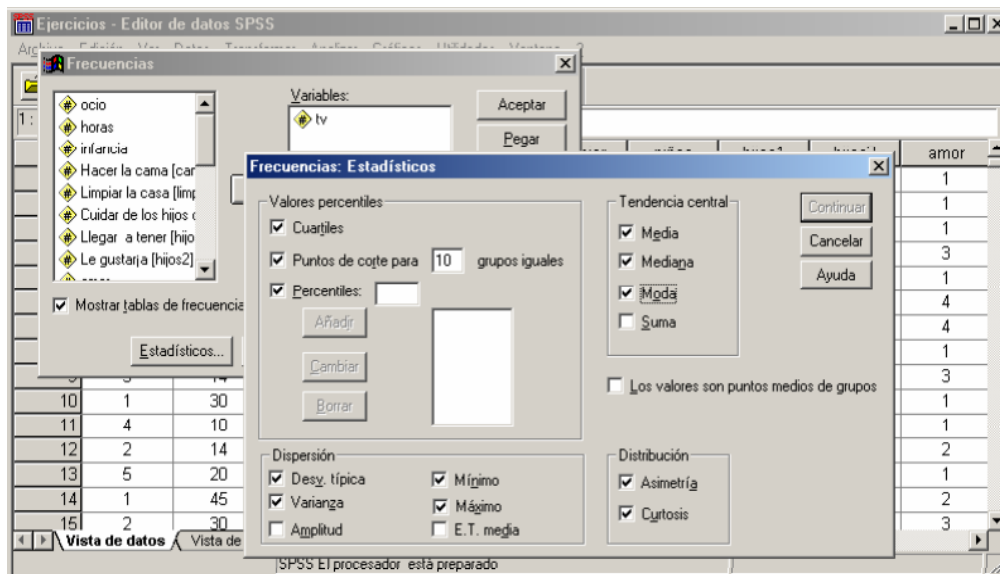 Ejercicios - Editor de datos SPSS
Frecuencias
ocio
horas
infancia
Hacer la cama [car
Limpiar la casa [limp
Cuidar de los hijos
Llegar a tener [hijo
Le gustaría [hijos2]
Variables:
tv
Aceptar
Pegar
Mostrar tablas de frecuencia
Estadísticos...
Frecuencias: Estadísticos
Valores percentiles
Cuartiles
Puntos de corte para 10 grupos iguales
Percentiles:
Añadir
Cambiar
Borrar
Tendencia central
Media
Mediana
Moda
Suma
Continuar
Cancelar
Ayuda
Los valores son puntos medios de grupos
Dispersión
Desv. típica
Varianza
Amplitud
Mínimo
Máximo
E.T. media
Distribución
Asimetría
Curtosis
amor
1
1
1
3
1
4
4
1
3
10 1 30 1
11 4 10 1
12 2 14 2
13 5 20 1
14 1 45 2
15 2 30 3
Vista de datos Vista de
SPSS El procesador está preparado